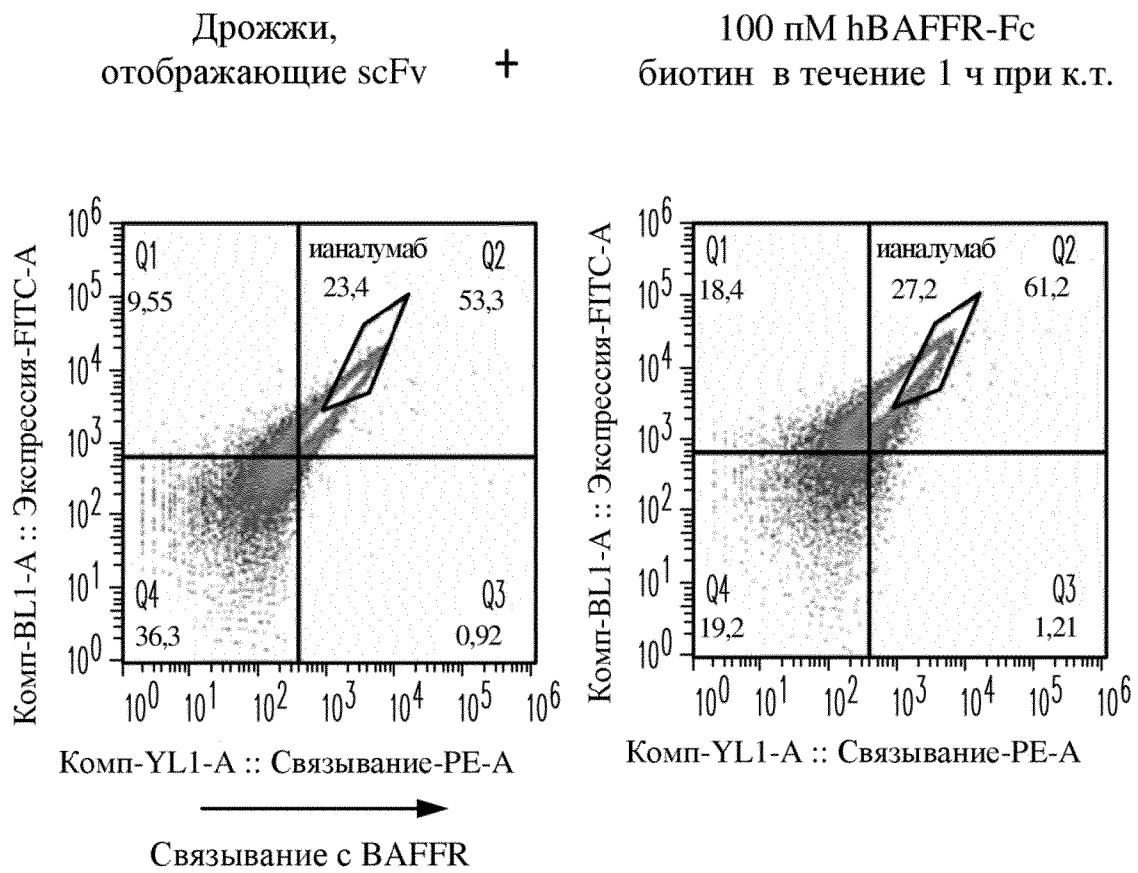 Дрожжи,
отображающие scFv
+
100 пМ hBAFFR-Fc
биотин в течение 1 ч при к.т.
Комп-BL1-A :: Экспрессия-FITC-A
10^6
10^5
10^4
10^3
10^2
10^1
10^0
Q1
9,55
ианалумаб
23,4
Q2
53,3
Q4
36,3
Q3
0,92
10^0 10^1 10^2 10^3 10^4 10^5 10^6
Комп-YL1-A :: Связывание-PE-A
Связывание с BAFFR
Комп-BL1-A :: Экспрессия-FITC-A
10^6
10^5
10^4
10^3
10^2
10^1
10^0
Q1
18,4
ианалумаб
27,2
Q2
61,2
Q4
19,2
Q3
1,21
10^0 10^1 10^2 10^3 10^4 10^5 10^6
Комп-YL1-A :: Связывание-PE-A